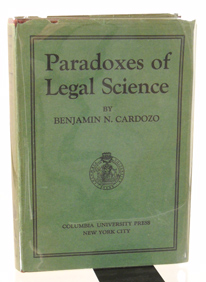 Paradoxes of
Legal Science
BY
BENJAMIN N. CARDOZO
COLUMBIA UNIVERSITY PRESS
NEW YORK CITY